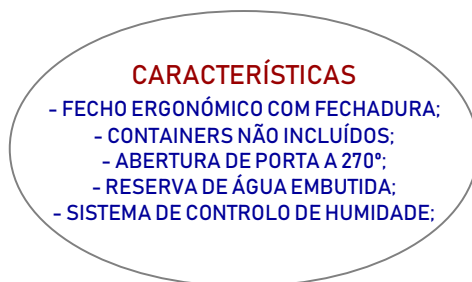 CARACTERÍSTICAS
- FECHO ERGONÓMICO COM FECHADURA;
- CONTAINERS NÃO INCLUÍDOS;
- ABERTURA DE PORTA A 270º;
- RESERVA DE ÁGUA EMBUTIDA;
- SISTEMA DE CONTROLO DE HUMIDADE;